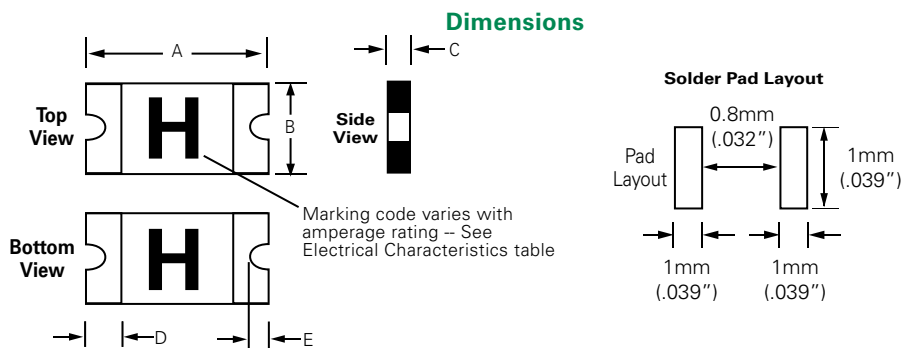 Dimensions
A
C
Top
View
H
B
Side
View
Marking code varies with
amperage rating -- See
Electrical Characteristics table
Bottom
View
H
D
E
Solder Pad Layout
0.8mm
(.032")
Pad
Layout
1mm
(.039")
1mm
(.039")
1mm
(.039")